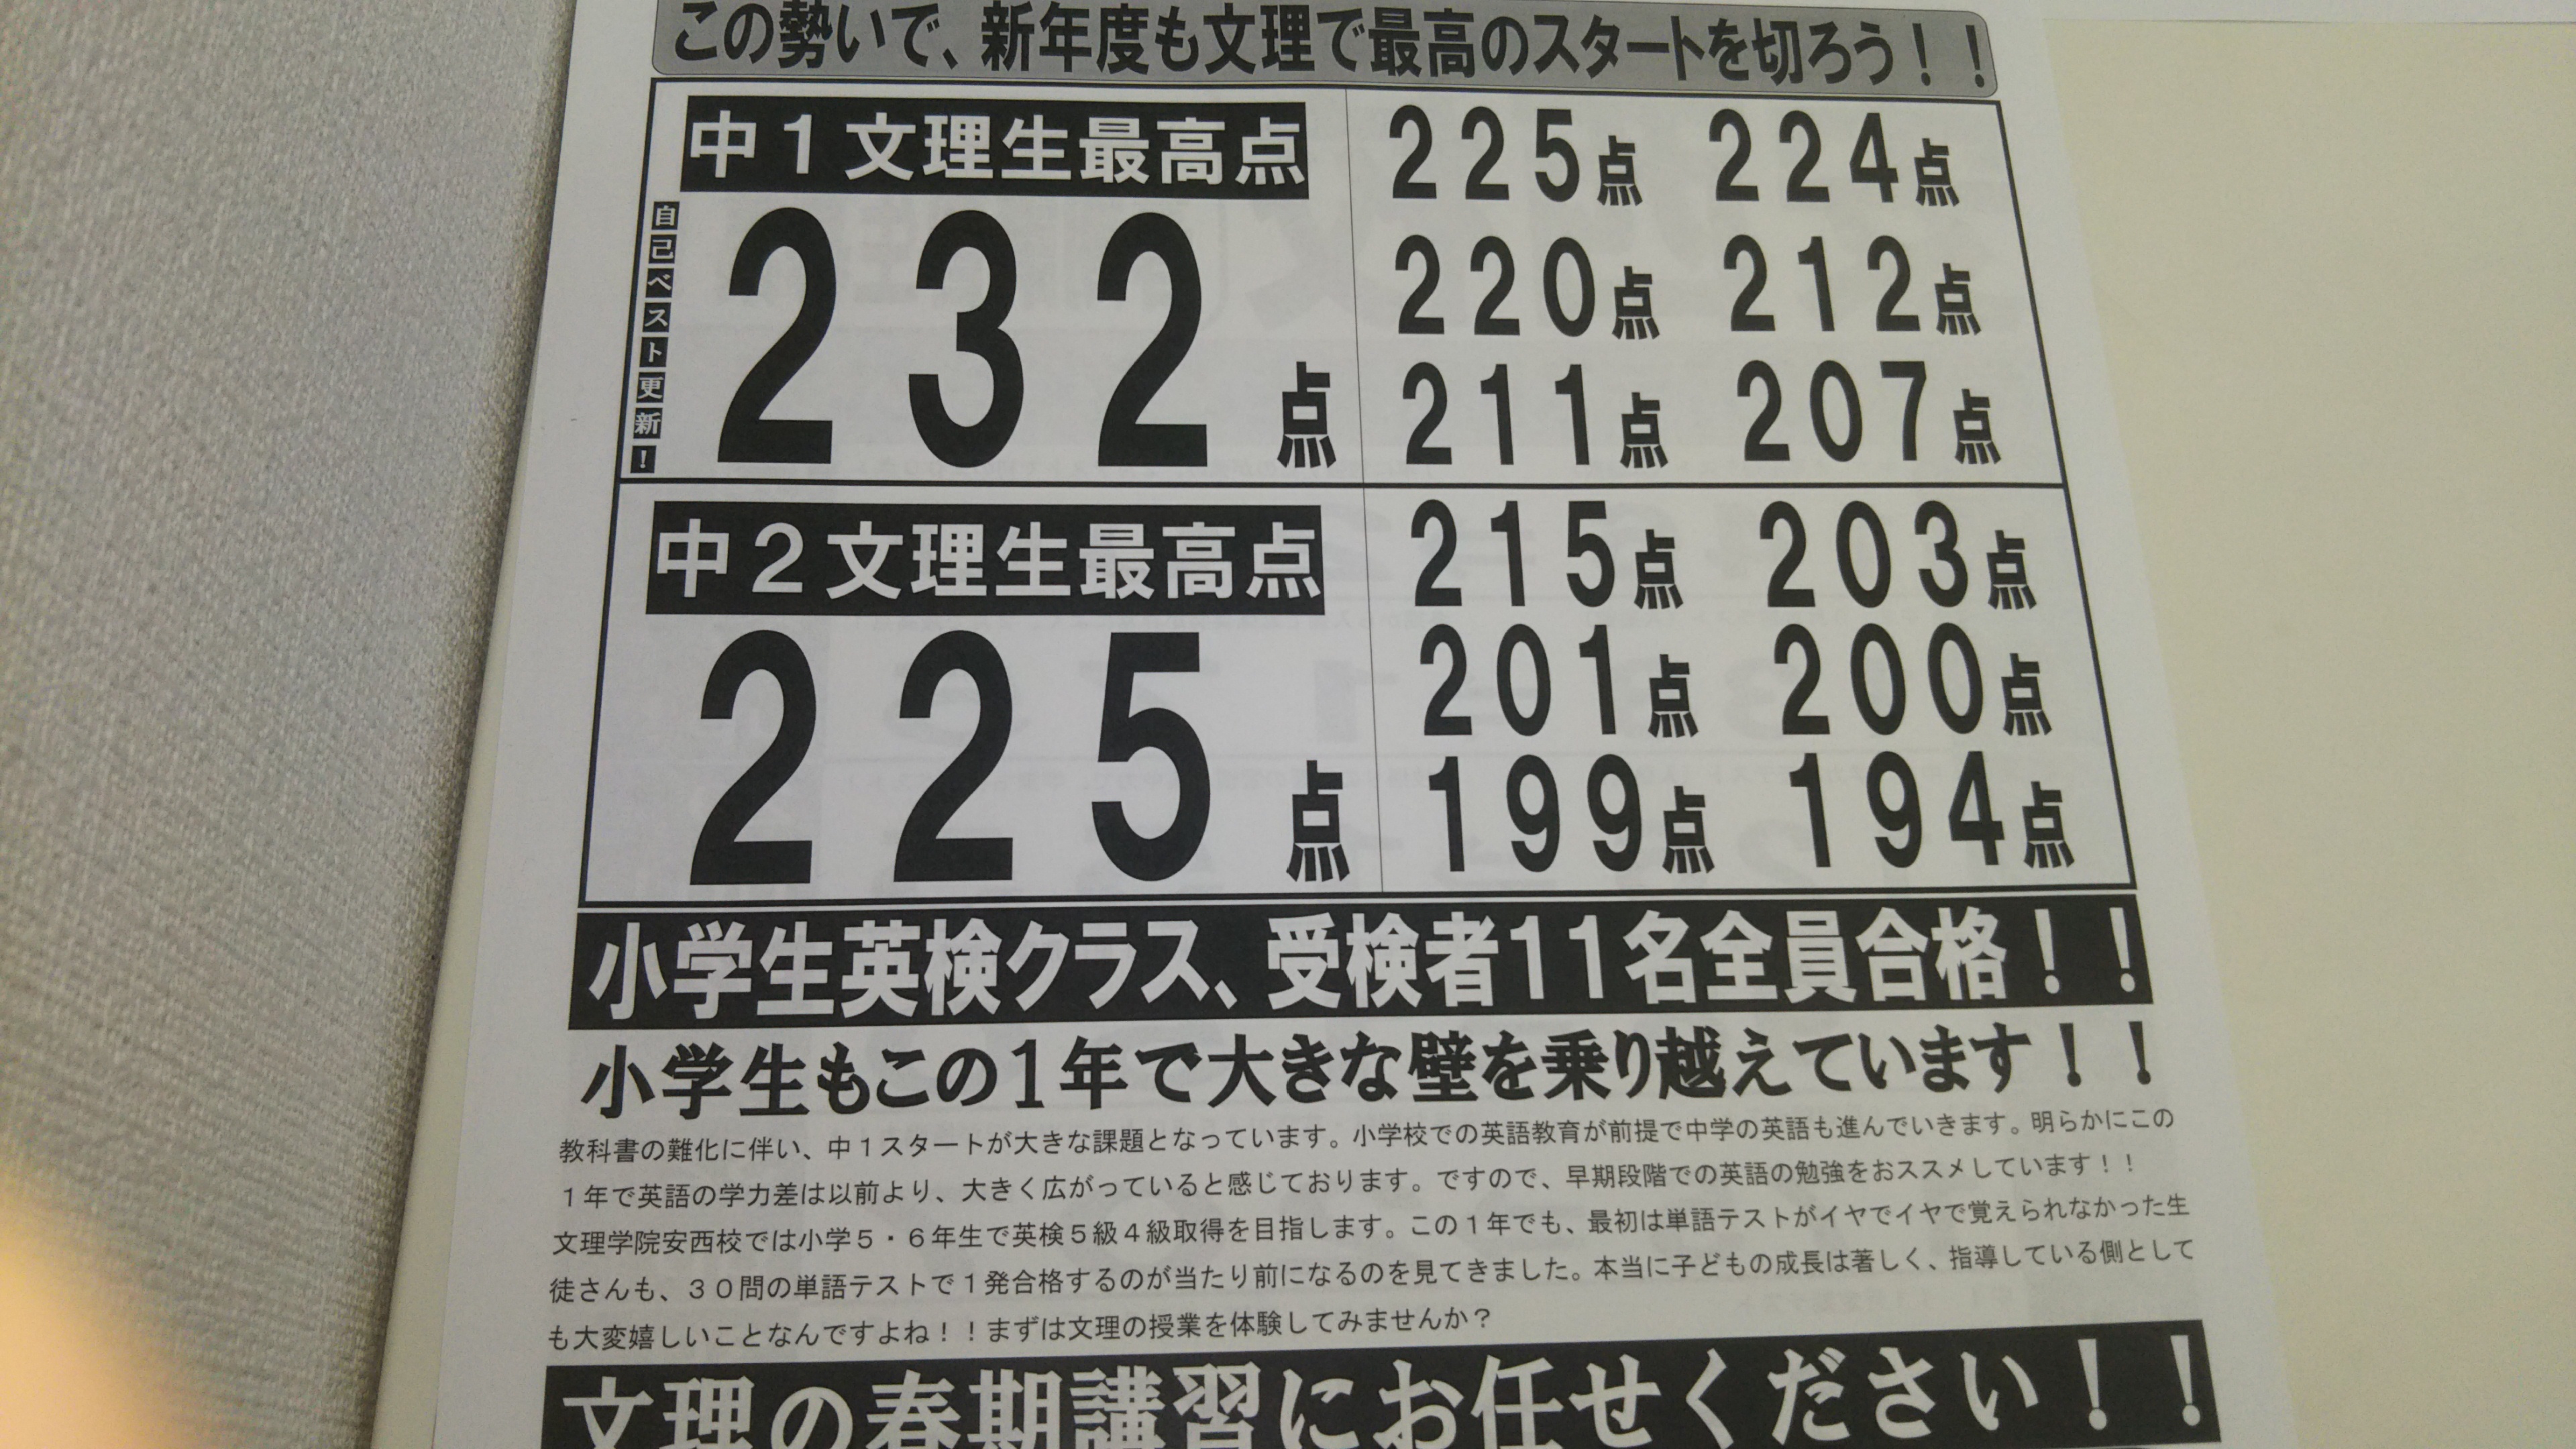 この勢いで、新年度も文理で最高のスタートを切ろう！！
中１文理生最高点
自己ベスト更新！
２３２点
２２５点 ２２４点
２２０点 ２１２点
２１１点 ２０７点
中２文理生最高点
２２５点
２１５点 ２０３点
２０１点 ２００点
１９９点 １９４点
小学生英検クラス、受検者１１名全員合格！！
小学生もこの１年で大きな壁を乗り越えています！！
教科書の難化に伴い、中１スタートが大きな課題となっています。小学校での英語教育が前提で中学の英語も進んでいきます。明らかにこの
１年で英語の学力差は以前より、大きく広がっていると感じております。ですので、早期段階での英語の勉強をおススメしています！！
文理学院安西校では小学５・６年生で英検５級４級取得を目指します。この１年でも、最初は単語テストがイヤでイヤで覚えられなかった生
徒さんも、３０問の単語テストで１発合格するのが当たり前になるのを見てきました。本当に子どもの成長は著しく、指導している側として
も大変嬉しいことなんですよね！！まずは文理の授業を体験してみませんか？
文理の春期講習にお任せください！！